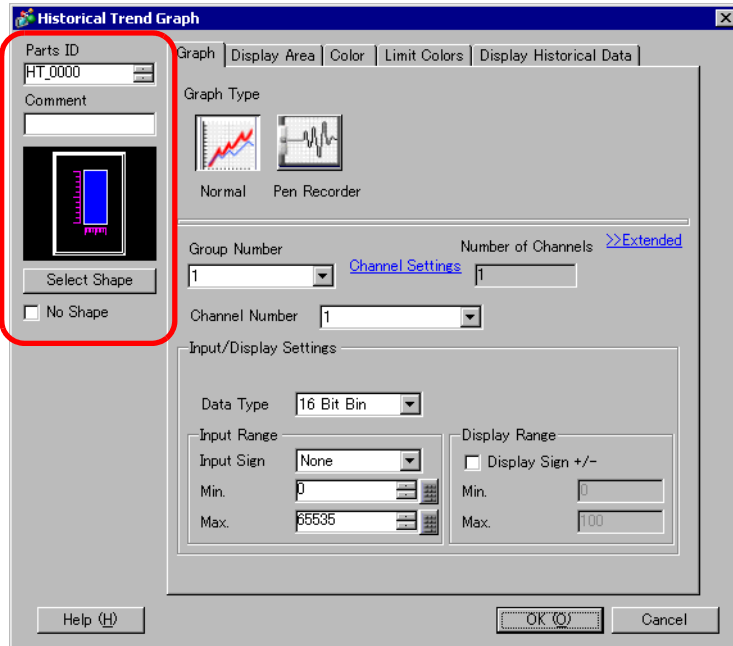 Historical Trend Graph
Parts ID
HT_0000
Comment
Select Shape
No Shape
Graph
Display Area
Color
Limit Colors
Display Historical Data
Graph Type
Normal
Pen Recorder
Group Number
1
Channel Settings
Number of Channels
1
>>Extended
Channel Number
1
Input/Display Settings
Data Type
16 Bit Bin
Input Range
Input Sign
None
Min.
0
Max.
65535
Display Range
Display Sign +/-
Min.
0
Max.
100
Help (H)
OK (O)
Cancel